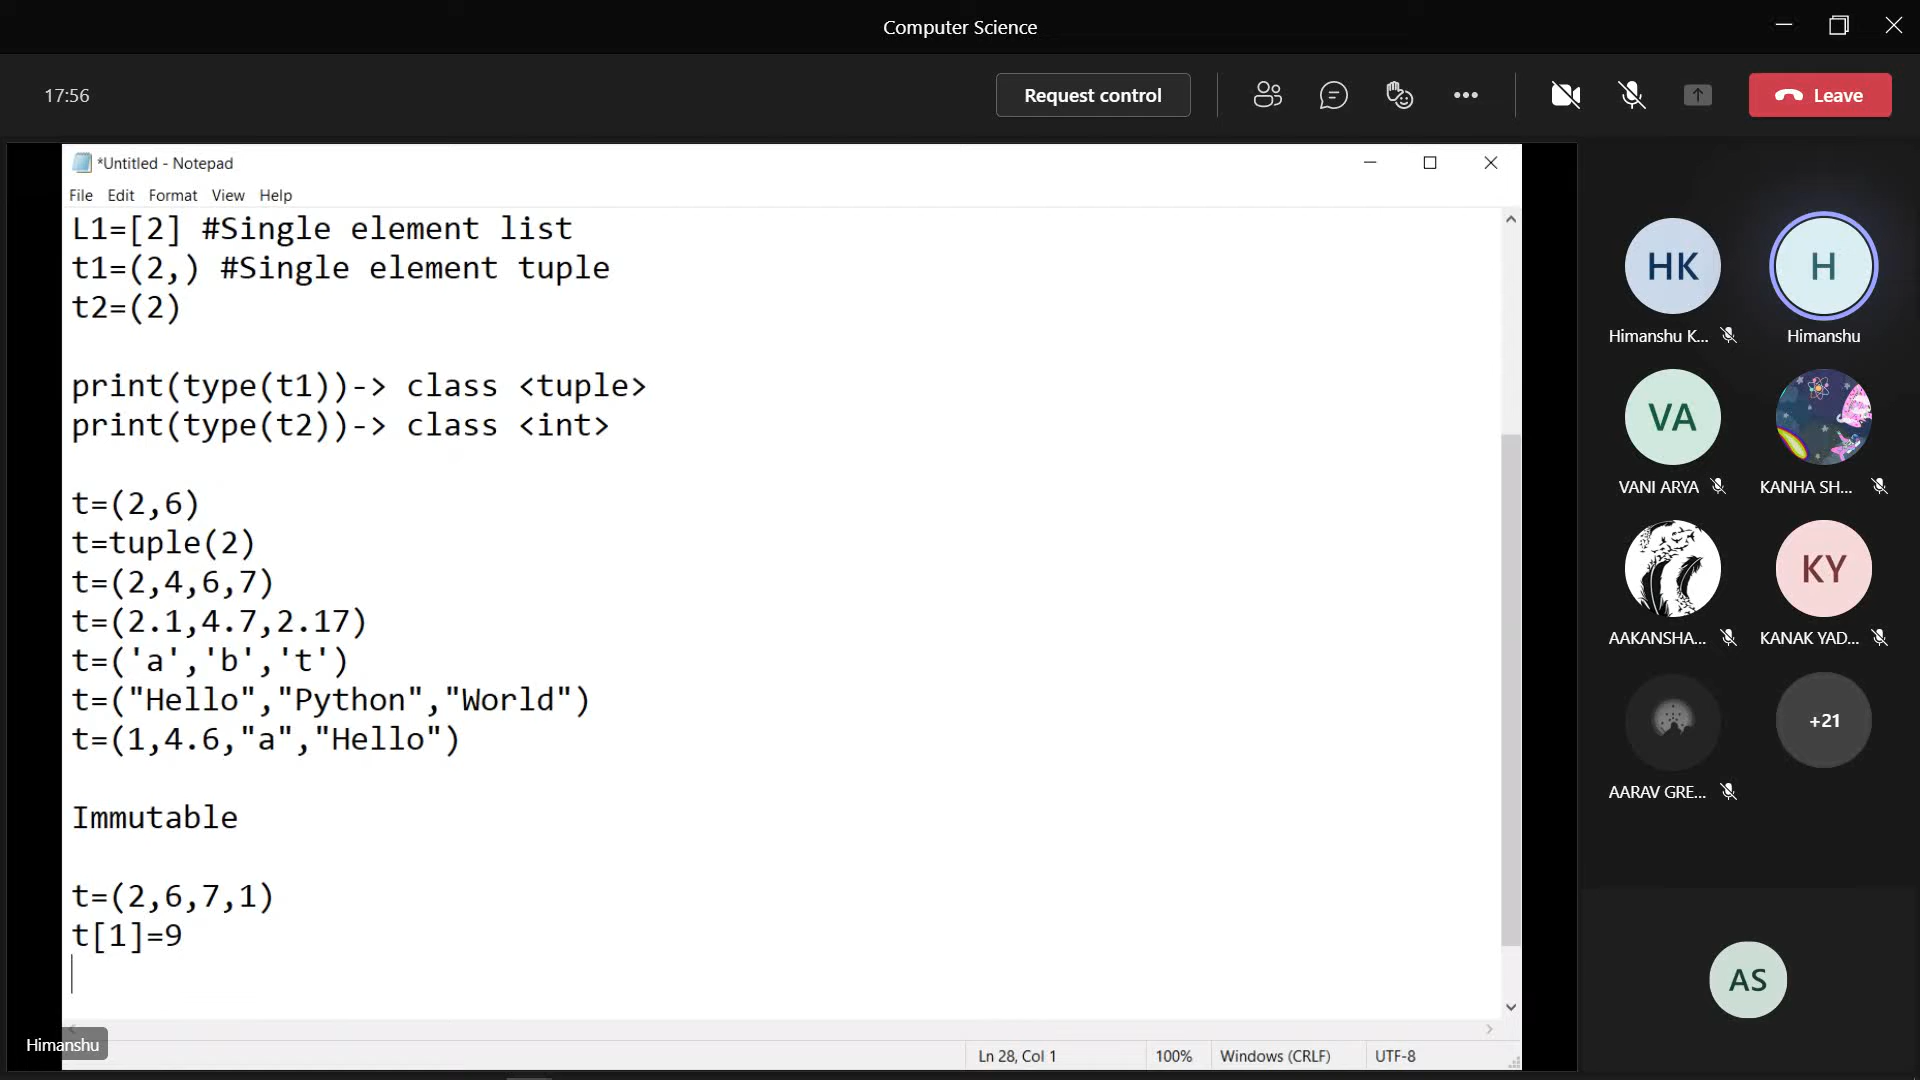 Computer Science
17:56
Request control
Leave
*Untitled - Notepad
File Edit Format View Help
L1=[2] #Single element list
t1=(2,) #Single element tuple
t2=(2)
print(type(t1))-> class <tuple>
print(type(t2))-> class <int>
t=(2,6)
t=tuple(2)
t=(2,4,6,7)
t=(2.1,4.7,2.17)
t=('a','b','t')
t=("Hello","Python","World")
t=(1,4.6,"a","Hello")
Immutable
t=(2,6,7,1)
t[1]=9
Ln 28, Col 1
100%
Windows (CRLF)
UTF-8
Himanshu
HK
Himanshu K...
H
Himanshu
VA
VANI ARYA
KANHA SH...
AAKANSHA...
KY
KANAK YAD...
AARAV GRE...
+21
AS